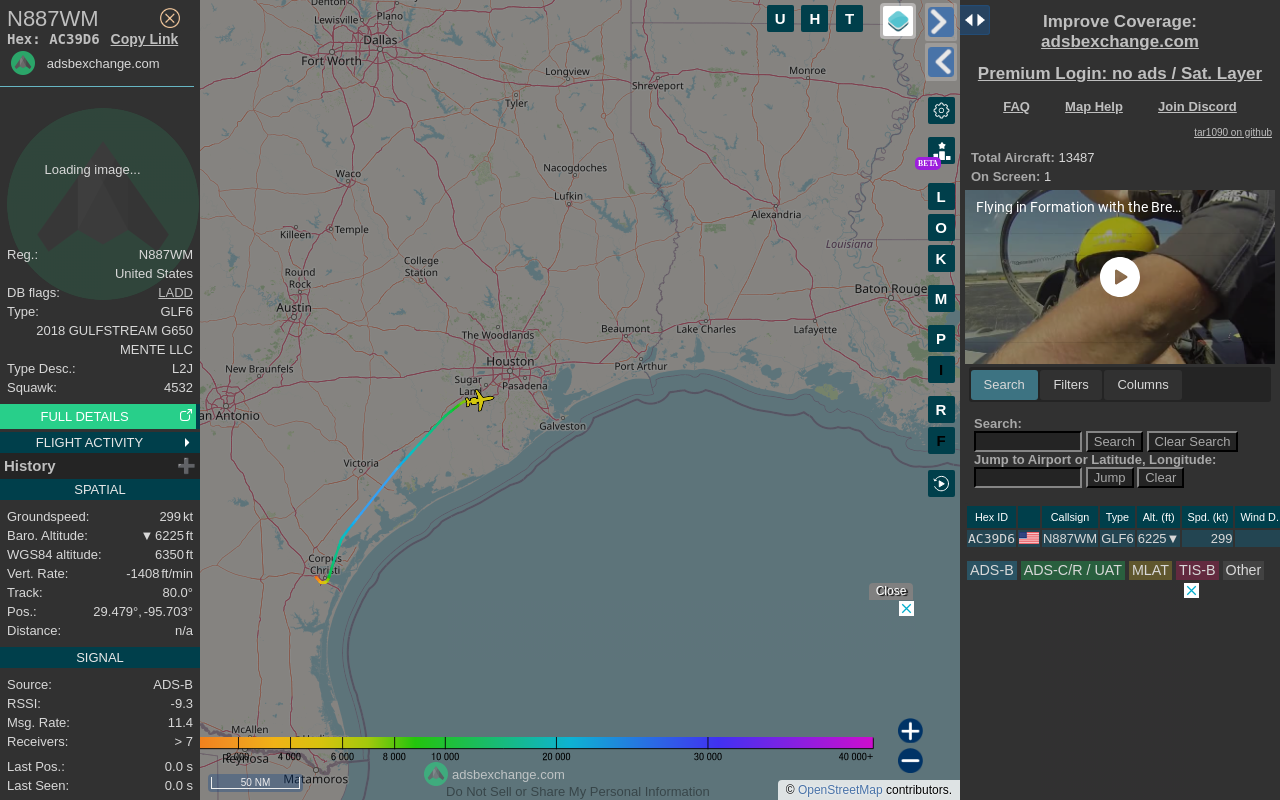 N887WM
Hex: AC39D6 Copy Link
adsbexchange.com
Loading image...
Reg.: N887WM
United States
DB flags: LADD
Type: GLF6
2018 GULFSTREAM G650
MENTE LLC
Type Desc.: L2J
Squawk: 4532
FULL DETAILS
FLIGHT ACTIVITY
History
SPATIAL
Groundspeed: 299 kt
Baro. Altitude: ▼ 6225 ft
WGS84 altitude: 6350 ft
Vert. Rate: -1408 ft/min
Track: 80.0°
Pos.: 29.479°, -95.703°
Distance: n/a
SIGNAL
Source: ADS-B
RSSI: -9.3
Msg. Rate: 11.4
Receivers: > 7
Last Pos.: 0.0 s
Last Seen: 0.0 s
Denton
Lewisville
Plano
Dallas
Fort Worth
Longview
Shreveport
Monroe
Tyler
Waco
Nacogdoches
Lufkin
Alexandria
Louisiana
Killeen
Temple
College
Station
Round
Rock
Austin
Baton Rouge
The Woodlands
Beaumont
Lake Charles
Lafayette
Houston
Port Arthur
New Braunfels
Sugar
Land
Pasadena
an Antonio
Galveston
Victoria
Corpus
Christi
McAllen
Reynosa
Matamoros
U H T
BETA
L
O
K
M
P
I
R
F
Close
2 000 4 000 6 000 8 000 10 000 20 000 30 000 40 000+
50 NM
adsbexchange.com
Do Not Sell or Share My Personal Information
© OpenStreetMap contributors.
Improve Coverage:
adsbexchange.com
Premium Login: no ads / Sat. Layer
FAQ Map Help Join Discord
tar1090 on github
Total Aircraft: 13487
On Screen: 1
Flying in Formation with the Bre...
Search Filters Columns
Search:
Search Clear Search
Jump to Airport or Latitude, Longitude:
Jump Clear
Hex ID Callsign Type Alt. (ft) Spd. (kt) Wind D.
AC39D6 N887WM GLF6 6225▼ 299
ADS-B ADS-C/R / UAT MLAT TIS-B Other